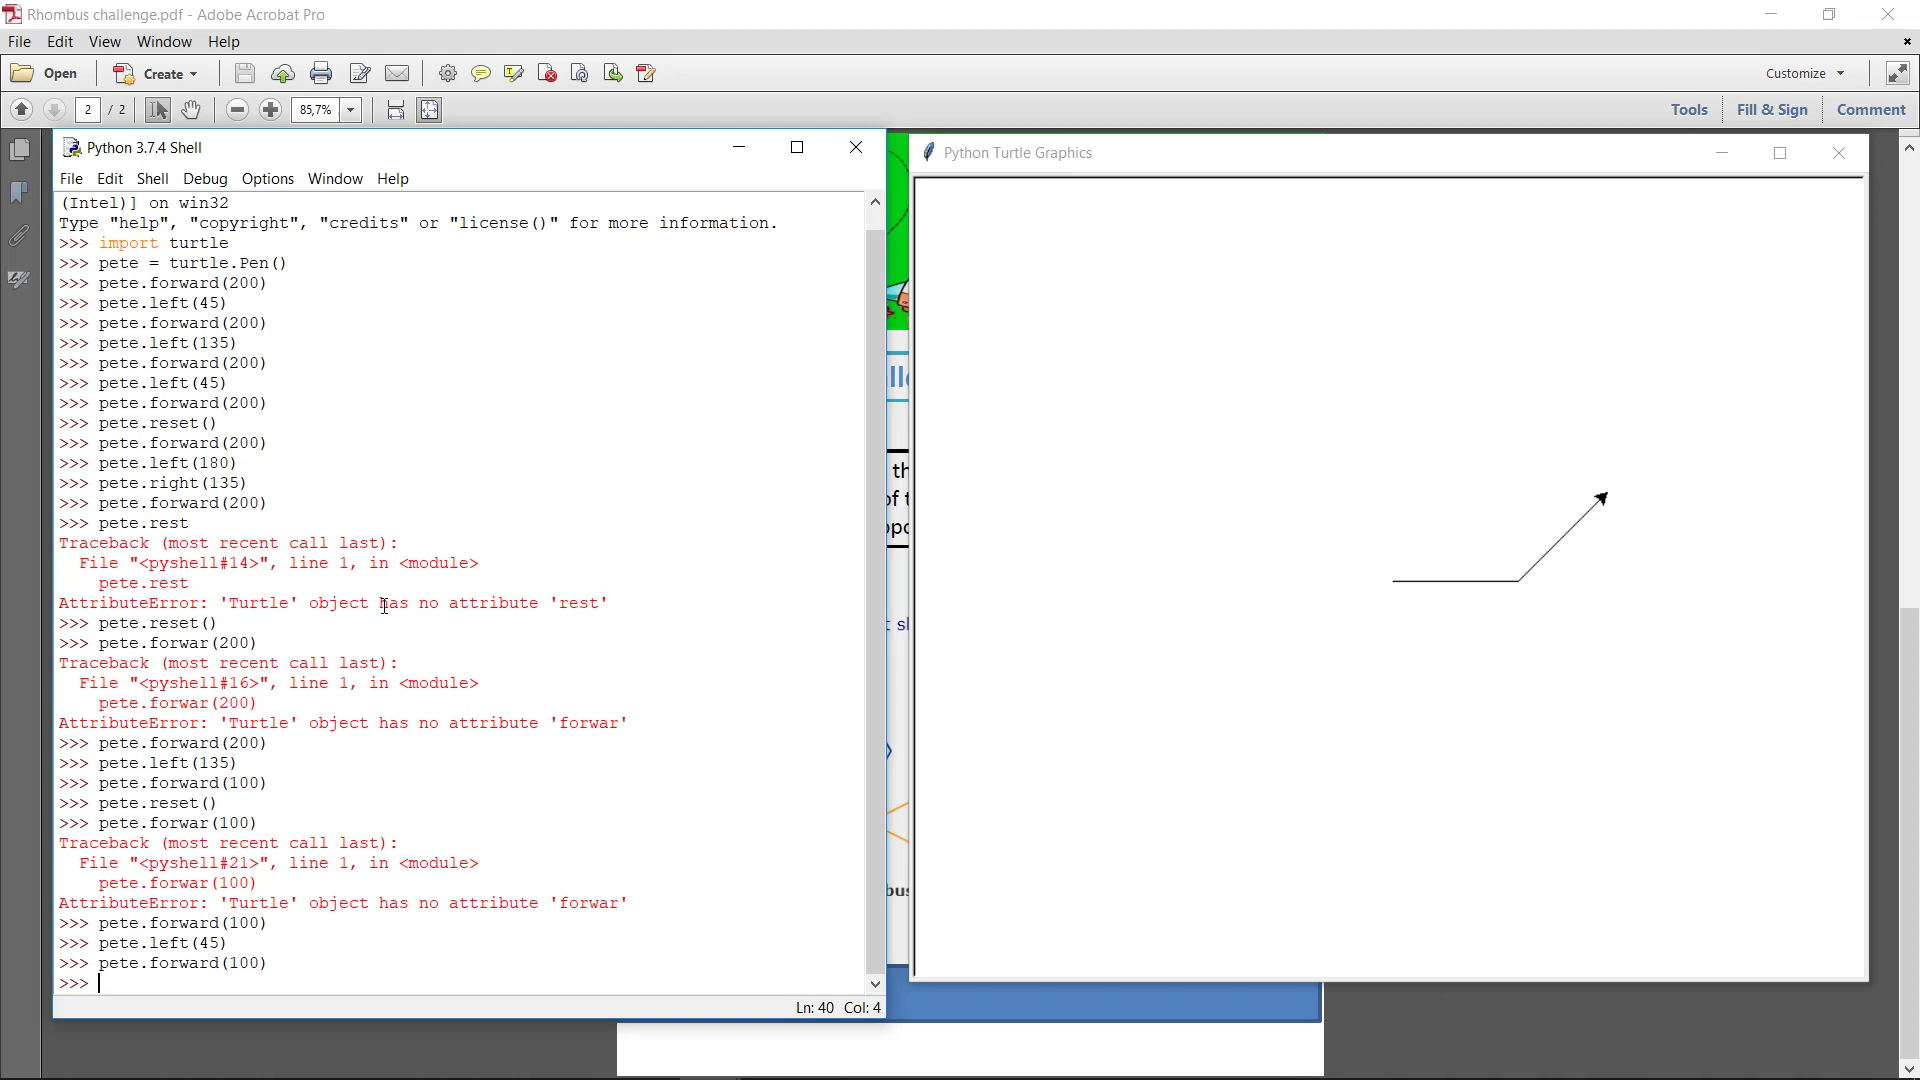 Rhombus challenge.pdf - Adobe Acrobat Pro
File Edit View Window Help
Open Create Customize
2 / 2 85,7% Tools Fill & Sign Comment
Python 3.7.4 Shell
File Edit Shell Debug Options Window Help
(Intel)] on win32
Type "help", "copyright", "credits" or "license()" for more information.
>>> import turtle
>>> pete = turtle.Pen()
>>> pete.forward(200)
>>> pete.left(45)
>>> pete.forward(200)
>>> pete.left(135)
>>> pete.forward(200)
>>> pete.left(45)
>>> pete.forward(200)
>>> pete.reset()
>>> pete.forward(200)
>>> pete.left(180)
>>> pete.right(135)
>>> pete.forward(200)
>>> pete.rest
Traceback (most recent call last):
  File "<pyshell#14>", line 1, in <module>
    pete.rest
AttributeError: 'Turtle' object has no attribute 'rest'
>>> pete.reset()
>>> pete.forwar(200)
Traceback (most recent call last):
  File "<pyshell#16>", line 1, in <module>
    pete.forwar(200)
AttributeError: 'Turtle' object has no attribute 'forwar'
>>> pete.forward(200)
>>> pete.left(135)
>>> pete.forward(100)
>>> pete.reset()
>>> pete.forwar(100)
Traceback (most recent call last):
  File "<pyshell#21>", line 1, in <module>
    pete.forwar(100)
AttributeError: 'Turtle' object has no attribute 'forwar'
>>> pete.forward(100)
>>> pete.left(45)
>>> pete.forward(100)
>>>
Ln: 40 Col: 4
Python Turtle Graphics